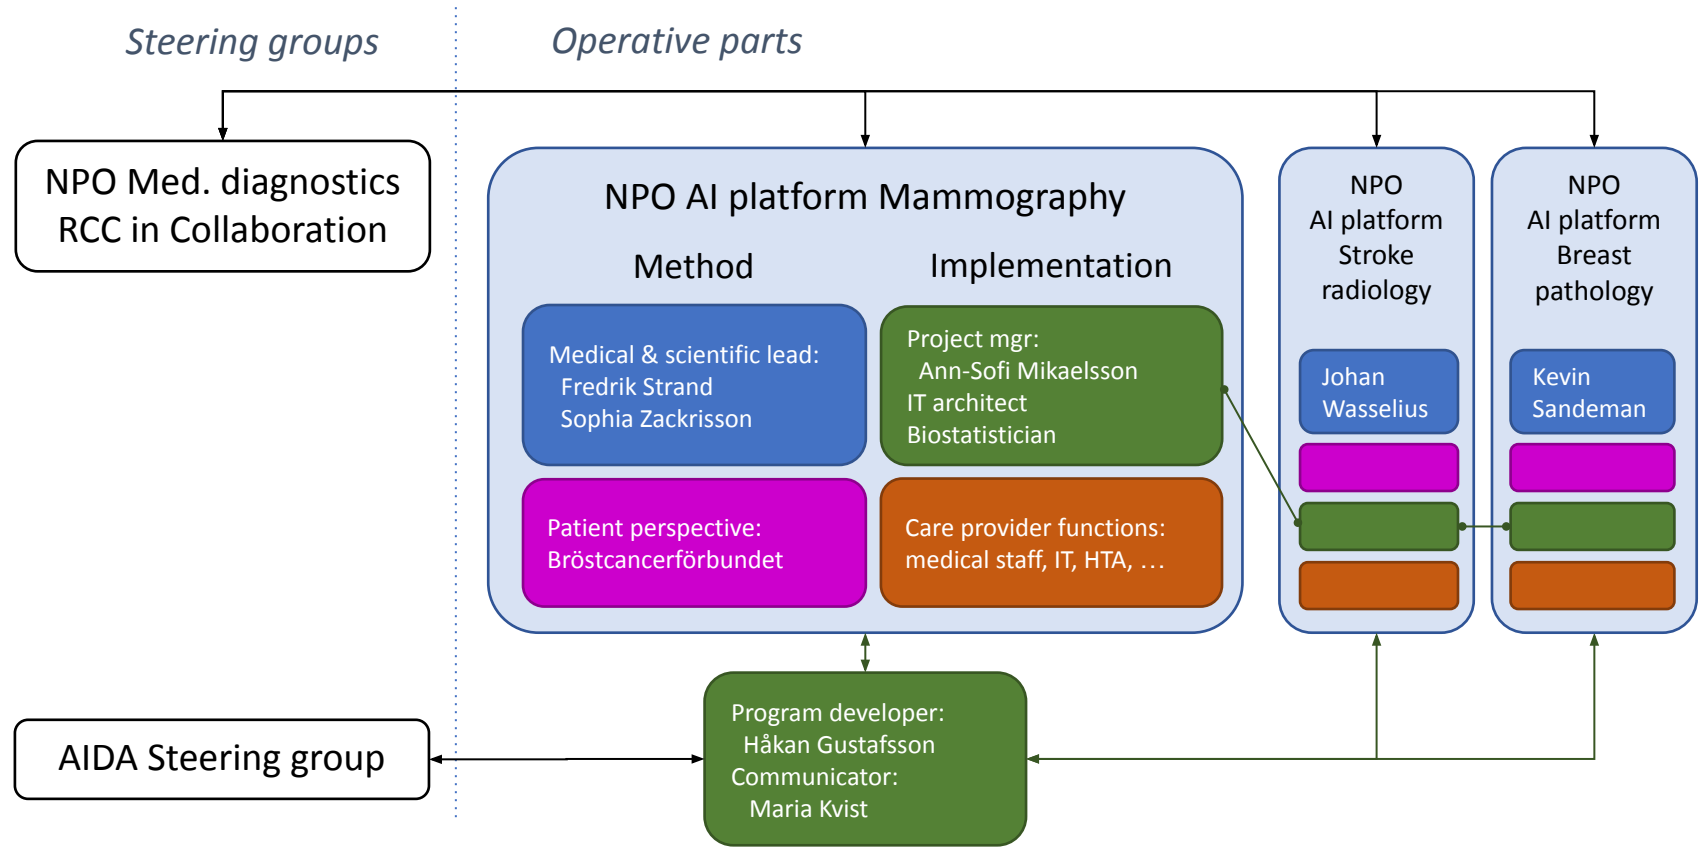 Steering groups
Operative parts
NPO Med. diagnostics
RCC in Collaboration
NPO AI platform Mammography
Method
Implementation
Medical & scientific lead:
Fredrik Strand
Sophia Zackrisson
Project mgr:
Ann-Sofi Mikaelsson
IT architect
Biostatistician
Patient perspective:
Bröstcancerförbundet
Care provider functions:
medical staff, IT, HTA, …
NPO
AI platform
Stroke
radiology
Johan
Wasselius
NPO
AI platform
Breast
pathology
Kevin
Sandeman
AIDA Steering group
Program developer:
Håkan Gustafsson
Communicator:
Maria Kvist